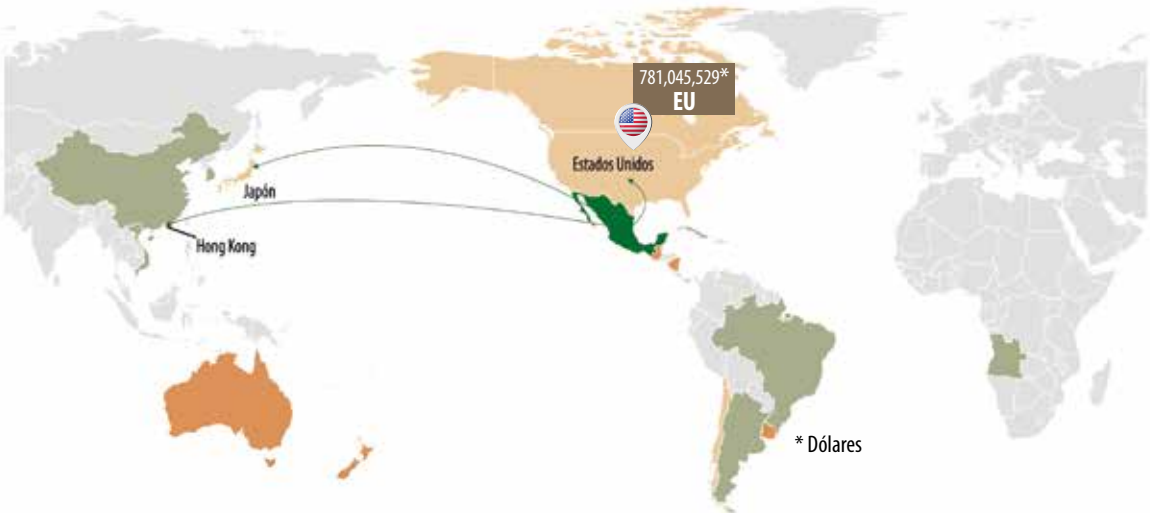 781,045,529*
EU
Estados Unidos
Japón
Hong Kong
* Dólares